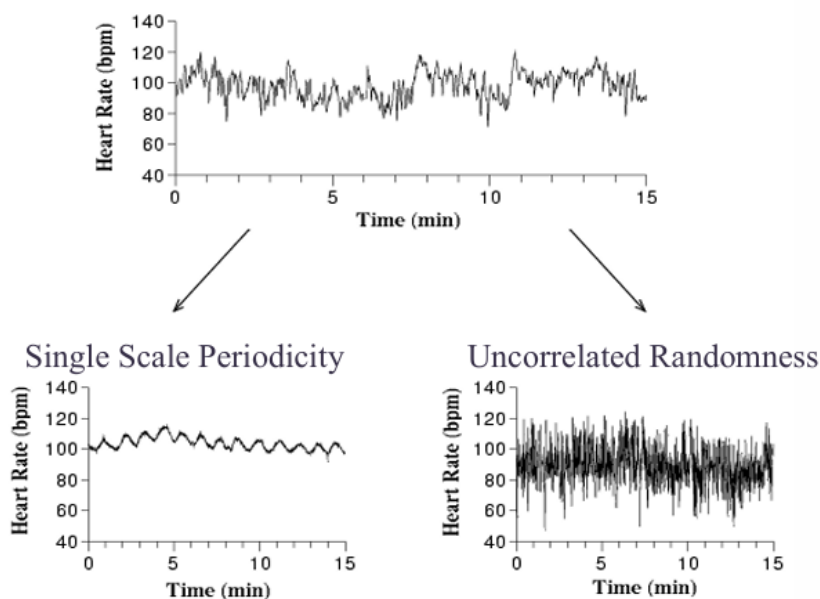 Heart Rate (bpm)
140
120
100
80
60
40
0 5 10 15
Time (min)
Single Scale Periodicity
Heart Rate (bpm)
140
120
100
80
60
40
0 5 10 15
Time (min)
Uncorrelated Randomness
Heart Rate (bpm)
140
120
100
80
60
40
0 5 10 15
Time (min)